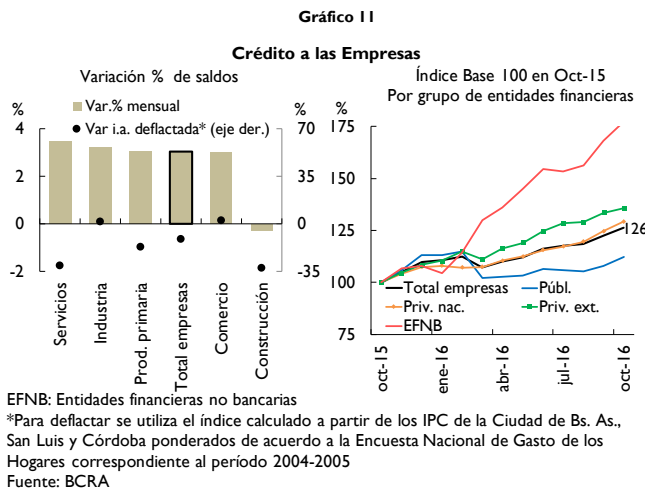 Gráfico 11
Crédito a las Empresas
Variación % de saldos
%
%
Var.% mensual
Var i.a. deflactada* (eje der.)
4
2
0
-2
70
35
0
-35
Servicios
Industria
Prod. primaria
Total empresas
Comercio
Construcción
Índice Base 100 en Oct-15
Por grupo de entidades financieras
%
175
150
125
100
75
126
Total empresas
Públ.
Priv. nac.
Priv. ext.
EFNB
oct-15
ene-16
abr-16
jul-16
oct-16
EFNB: Entidades financieras no bancarias
*Para deflactar se utiliza el índice calculado a partir de los IPC de la Ciudad de Bs. As.,
San Luis y Córdoba ponderados de acuerdo a la Encuesta Nacional de Gasto de los
Hogares correspondiente al período 2004-2005
Fuente: BCRA